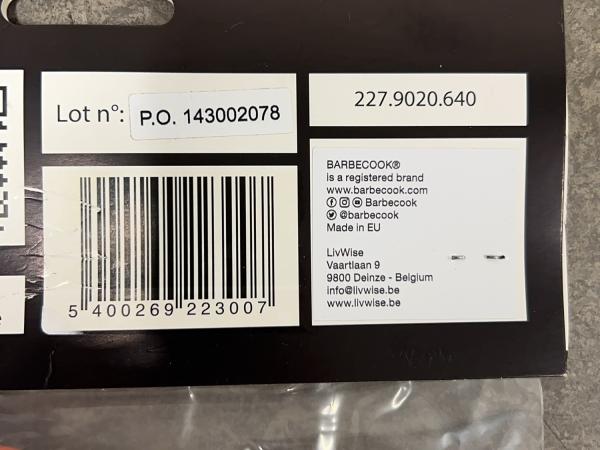 Lot n°: P.O. 143002078
227.9020.640
5 400269 223007
BARBECOOK®
is a registered brand
www.barbecook.com
Barbecook
@barbecook
Made in EU
LivWise
Vaartlaan 9
9800 Deinze - Belgium
info@livwise.be
www.livwise.be